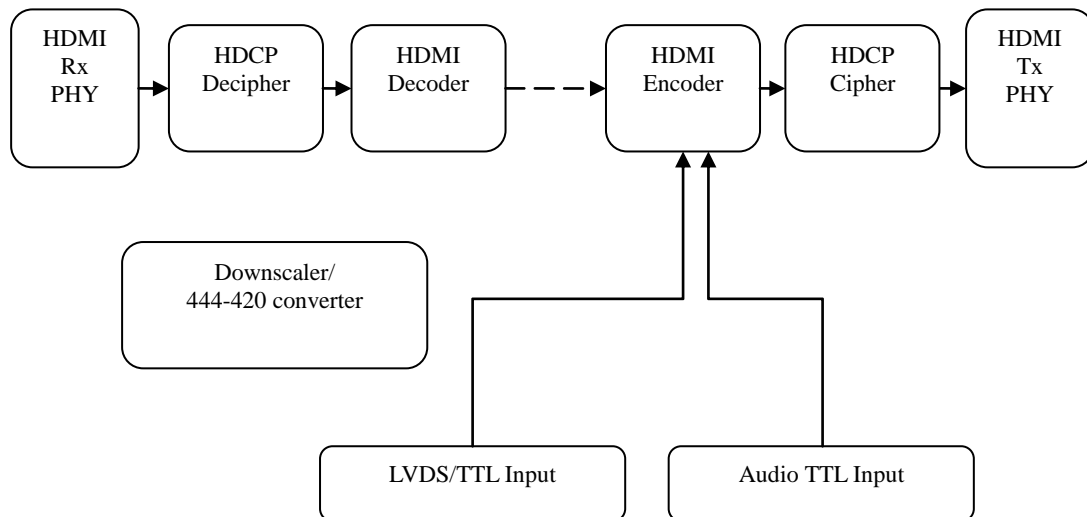 HDMI
Rx
PHY
HDCP
Decipher
HDMI
Decoder
HDMI
Encoder
HDCP
Cipher
HDMI
Tx
PHY
Downscaler/
444-420 converter
LVDS/TTL Input
Audio TTL Input